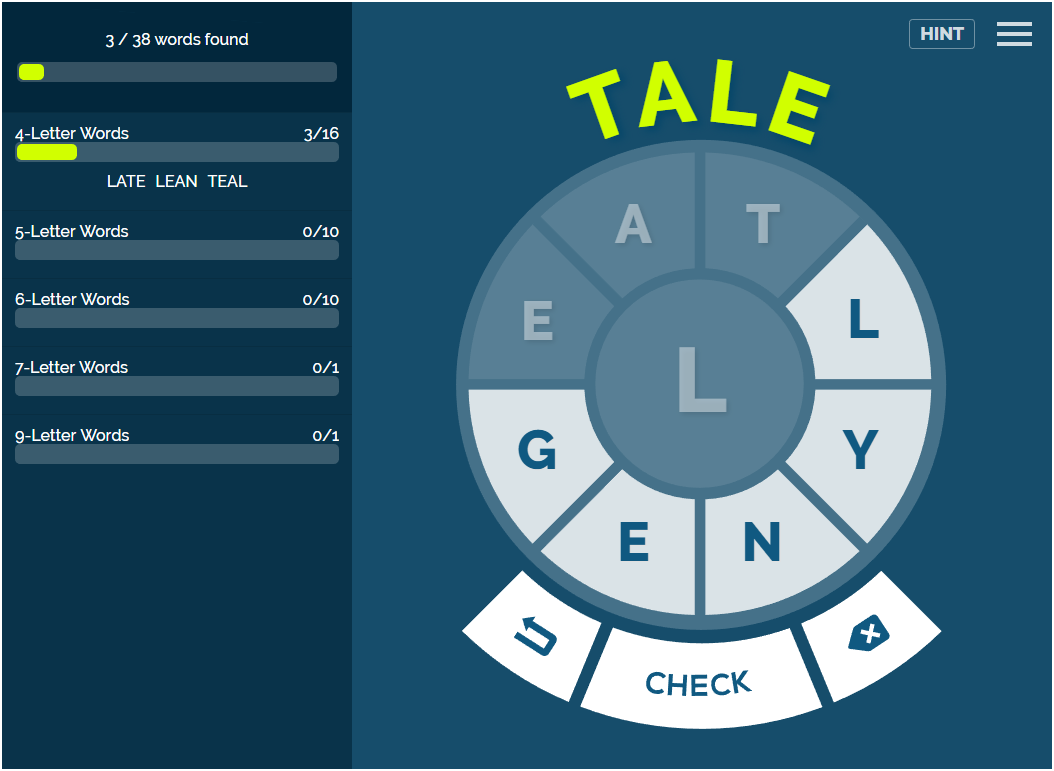 3 / 38 words found
HINT
4-Letter Words 3/16
LATE LEAN TEAL
5-Letter Words 0/10
6-Letter Words 0/10
7-Letter Words 0/1
9-Letter Words 0/1
TALE
A T
E L
L
G Y
E N
CHECK